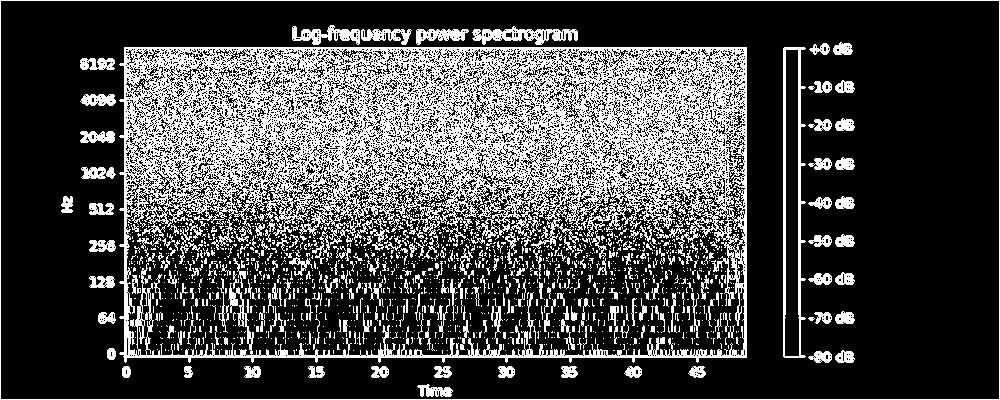 Log-frequency power spectrogram
8192
4096
2048
1024
512
256
128
64
0
Hz
0 5 10 15 20 25 30 35 40 45
Time
+0 dB
-10 dB
-20 dB
-30 dB
-40 dB
-50 dB
-60 dB
-70 dB
-80 dB